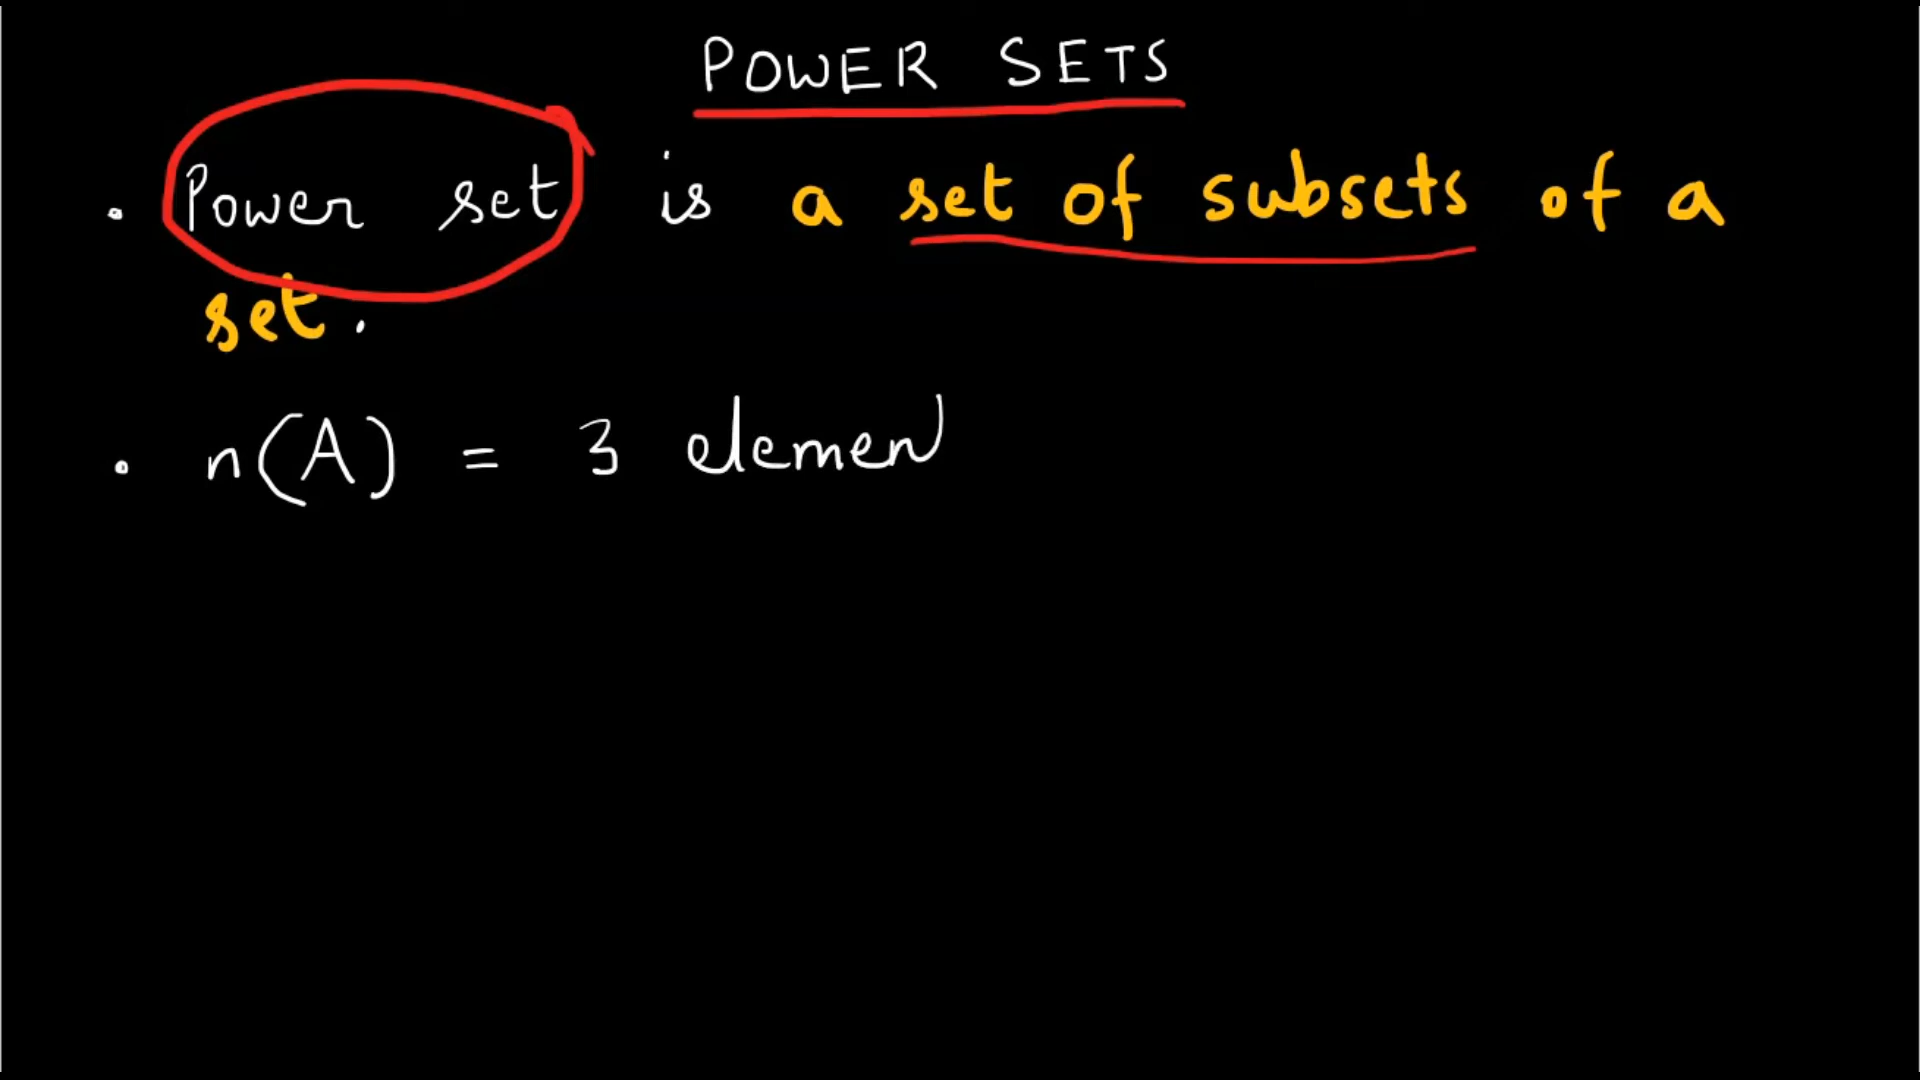 POWER SETS
. Power set is a set of subsets of a
set.
. n(A) = 3 elemen